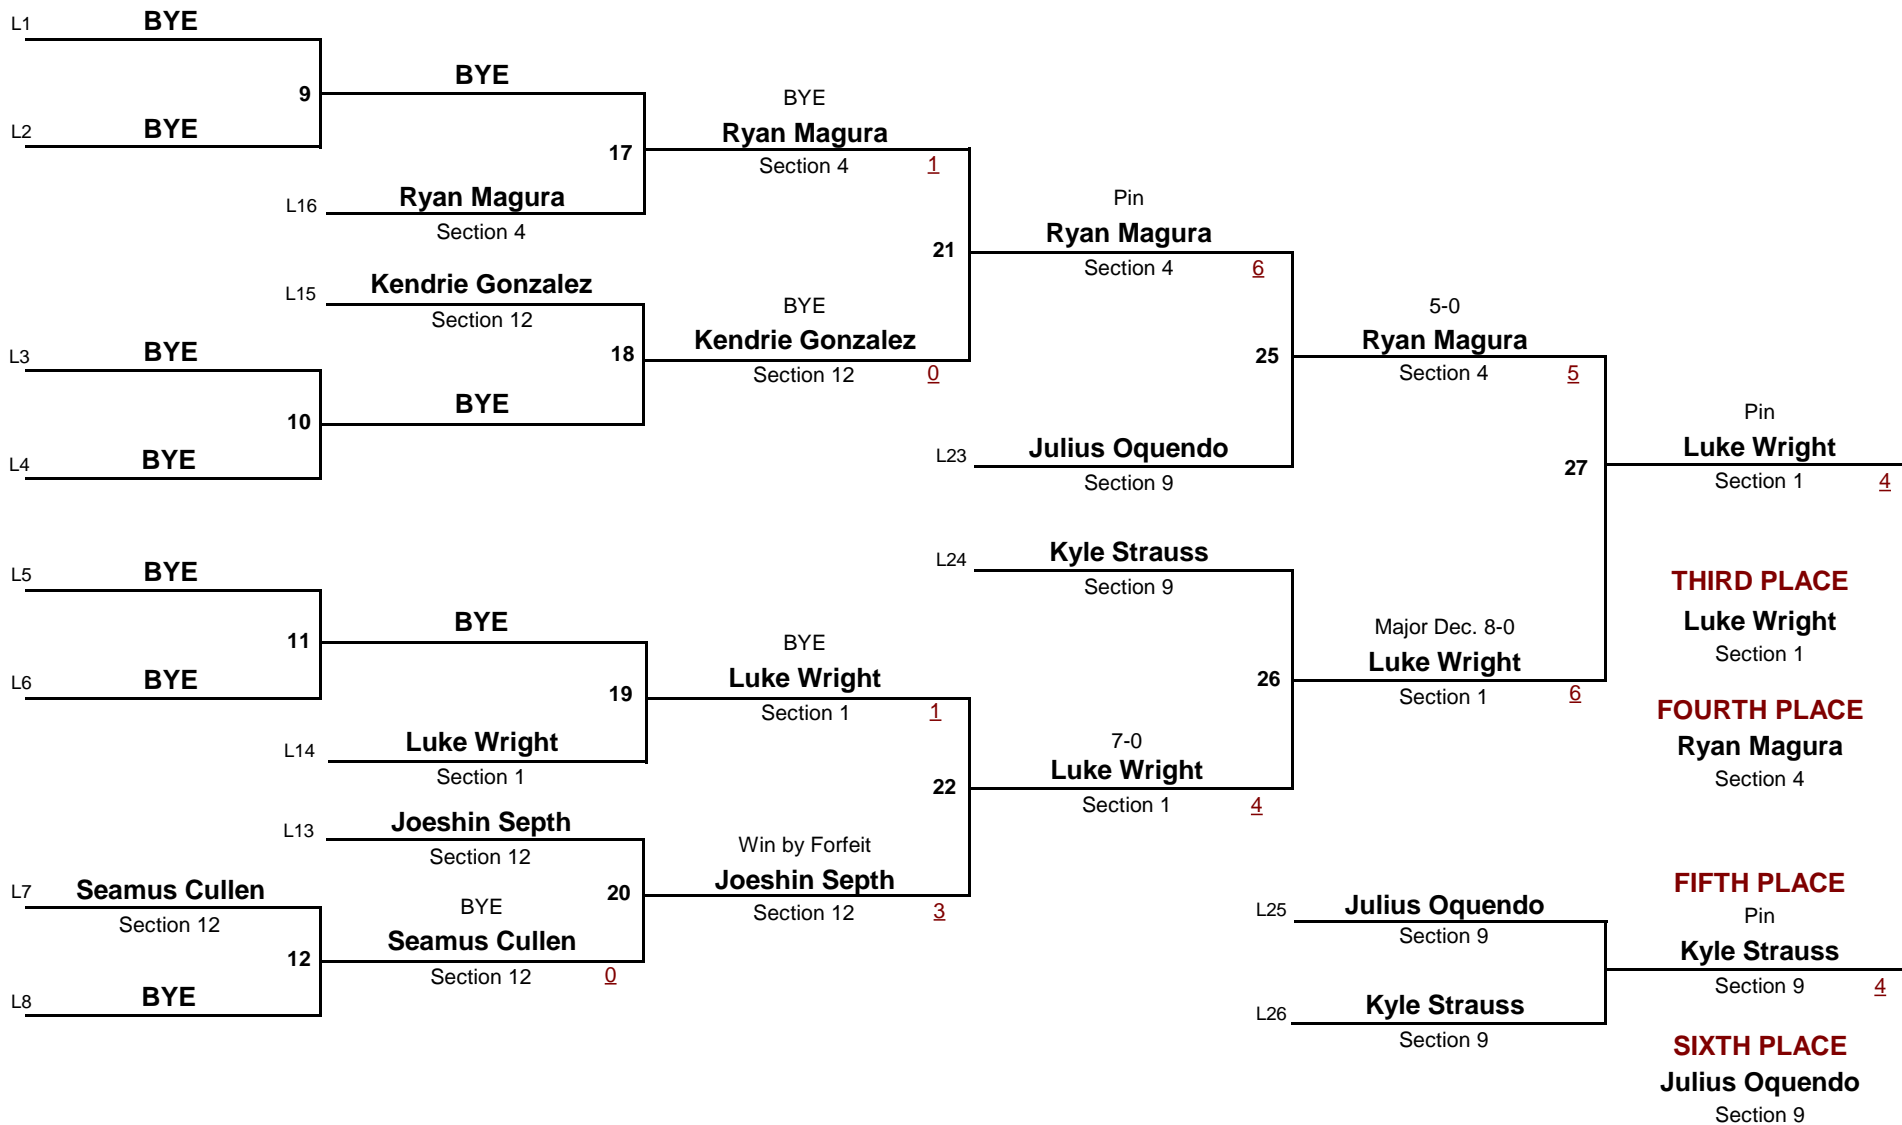 L1
BYE
9
L2
BYE
BYE
17
L16
Ryan Magura
Section 4
BYE
Ryan Magura
Section 4
1
L15
Kendrie Gonzalez
Section 12
18
L3
BYE
10
L4
BYE
BYE
BYE
Kendrie Gonzalez
Section 12
0
21
Pin
Ryan Magura
Section 4
6
25
L23
Julius Oquendo
Section 9
5-0
Ryan Magura
Section 4
5
27
Pin
Luke Wright
Section 1
4
L5
BYE
11
L6
BYE
BYE
19
L14
Luke Wright
Section 1
BYE
Luke Wright
Section 1
1
22
L13
Joeshin Septh
Section 12
20
L7
Seamus Cullen
Section 12
12
L8
BYE
BYE
Seamus Cullen
Section 12
0
Win by Forfeit
Joeshin Septh
Section 12
3
7-0
Luke Wright
Section 1
4
L24
Kyle Strauss
Section 9
26
Major Dec. 8-0
Luke Wright
Section 1
6
THIRD PLACE
Luke Wright
Section 1
FOURTH PLACE
Ryan Magura
Section 4
L25
Julius Oquendo
Section 9
L26
Kyle Strauss
Section 9
FIFTH PLACE
Pin
Kyle Strauss
Section 9
4
SIXTH PLACE
Julius Oquendo
Section 9